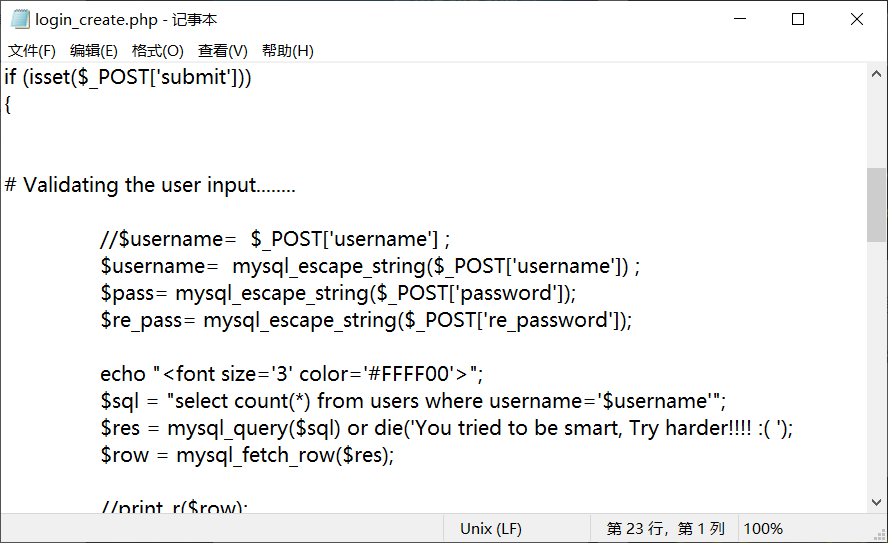 login_create.php - 记事本
文件(F) 编辑(E) 格式(O) 查看(V) 帮助(H)
if (isset($_POST['submit']))
{
# Validating the user input........
//$username=  $_POST['username'] ;
$username=  mysql_escape_string($_POST['username']) ;
$pass= mysql_escape_string($_POST['password']);
$re_pass= mysql_escape_string($_POST['re_password']);
echo "<font size='3' color='#FFFF00'>";
$sql = "select count(*) from users where username='$username'";
$res = mysql_query($sql) or die('You tried to be smart, Try harder!!!! :( ');
$row = mysql_fetch_row($res);
//print_r($row);
Unix (LF) 第 23 行，第 1 列 100%